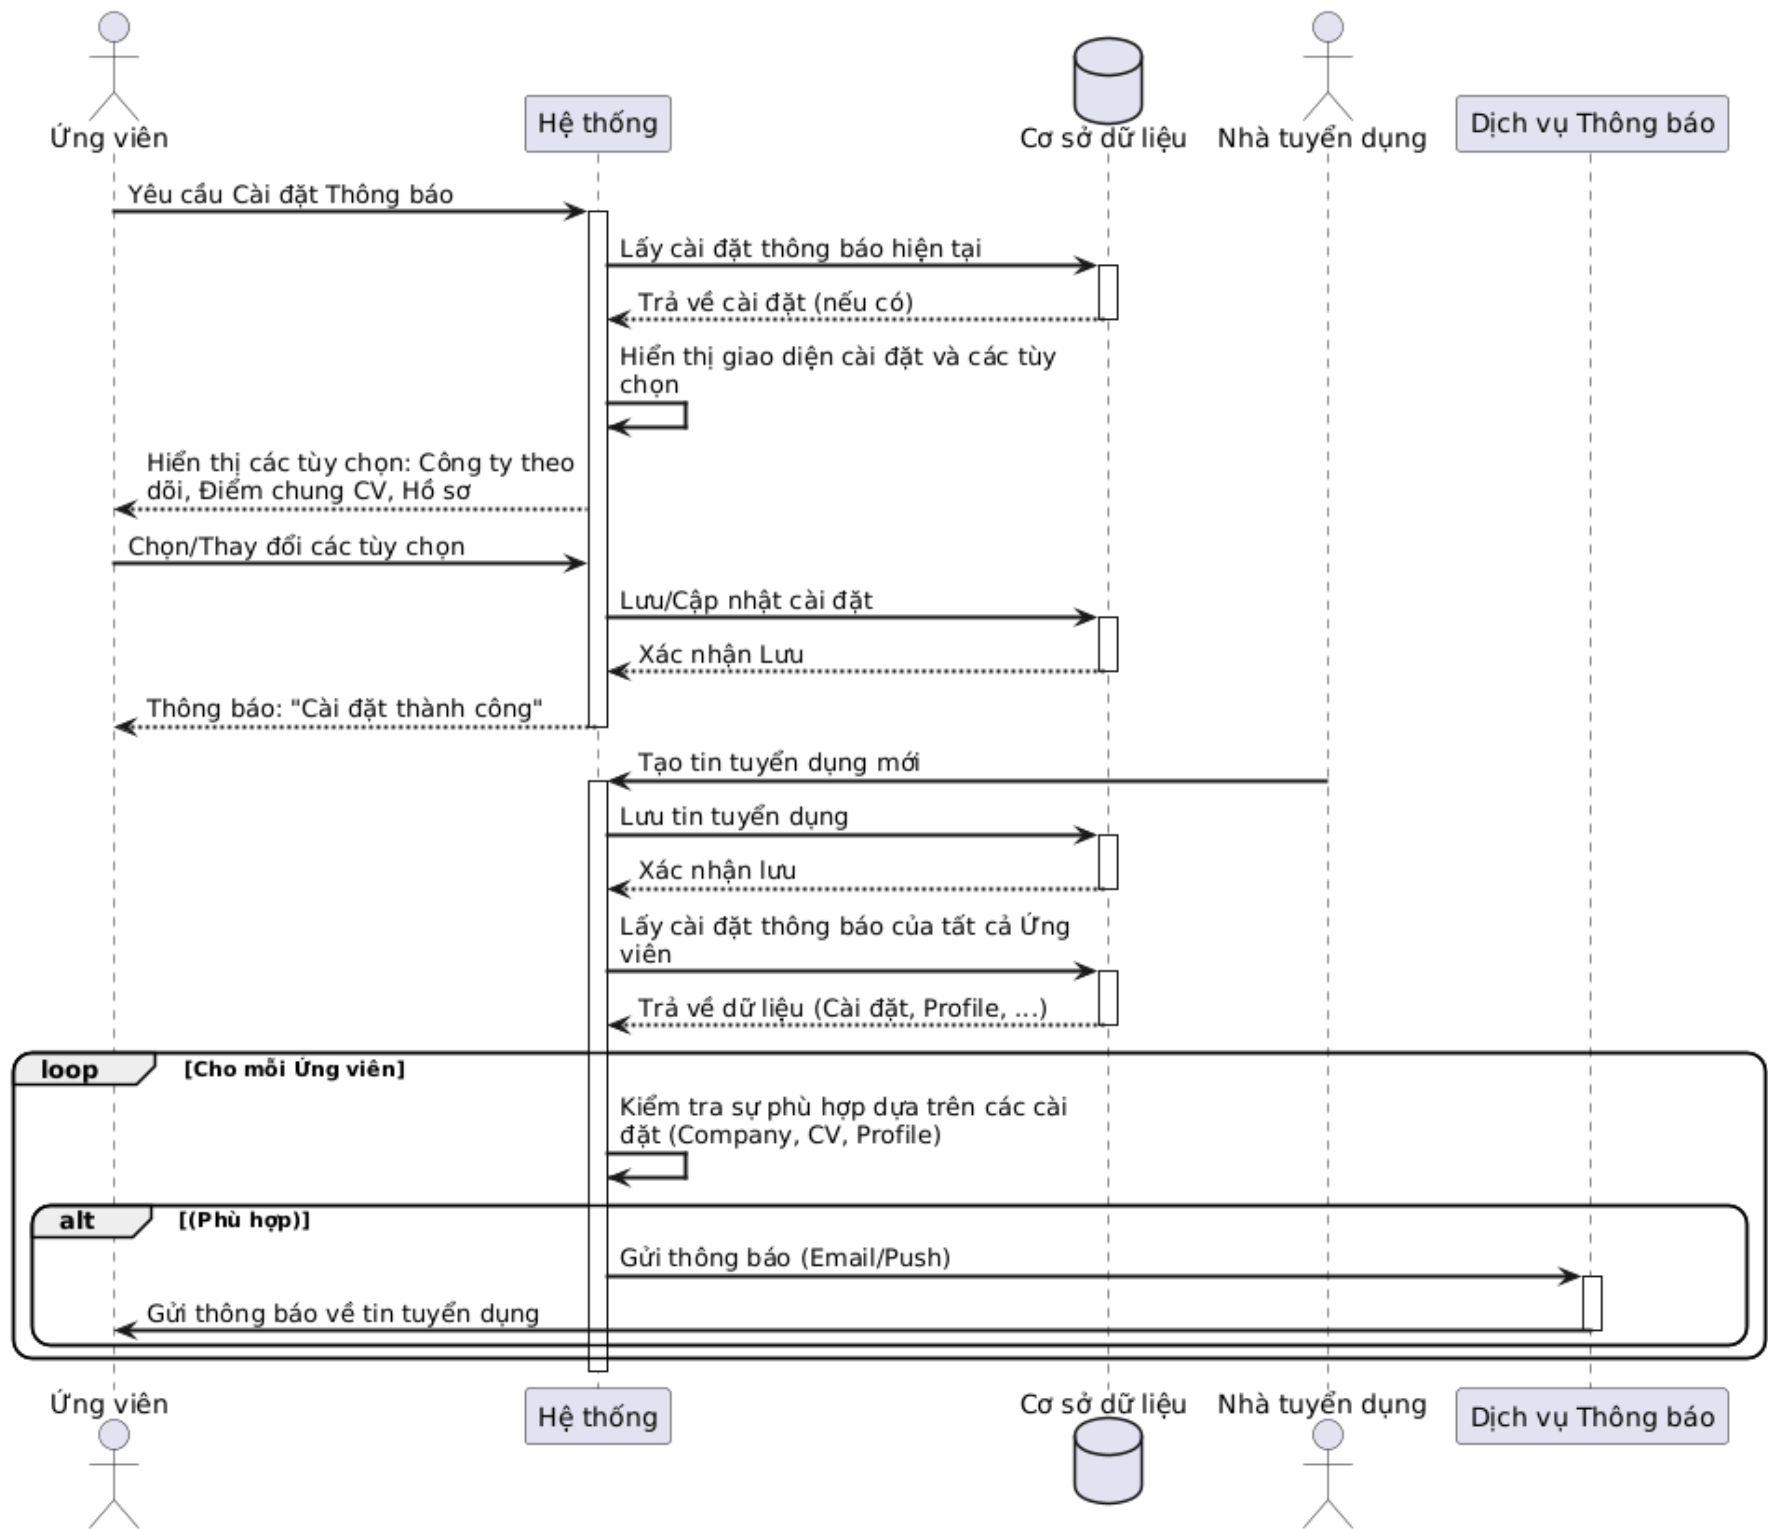 Ứng viên
Hệ thống
Cơ sở dữ liệu
Nhà tuyển dụng
Dịch vụ Thông báo
Yêu cầu Cài đặt Thông báo
Lấy cài đặt thông báo hiện tại
Trả về cài đặt (nếu có)
Hiển thị giao diện cài đặt và các tùy
chọn
Hiển thị các tùy chọn: Công ty theo
dõi, Điểm chung CV, Hồ sơ
Chọn/Thay đổi các tùy chọn
Lưu/Cập nhật cài đặt
Xác nhận Lưu
Thông báo: "Cài đặt thành công"
Tạo tin tuyển dụng mới
Lưu tin tuyển dụng
Xác nhận lưu
Lấy cài đặt thông báo của tất cả Ứng
viên
Trả về dữ liệu (Cài đặt, Profile, ...)
loop [Cho mỗi Ứng viên]
Kiểm tra sự phù hợp dựa trên các cài
đặt (Company, CV, Profile)
alt [(Phù hợp)]
Gửi thông báo (Email/Push)
Gửi thông báo về tin tuyển dụng
Ứng viên
Hệ thống
Cơ sở dữ liệu
Nhà tuyển dụng
Dịch vụ Thông báo